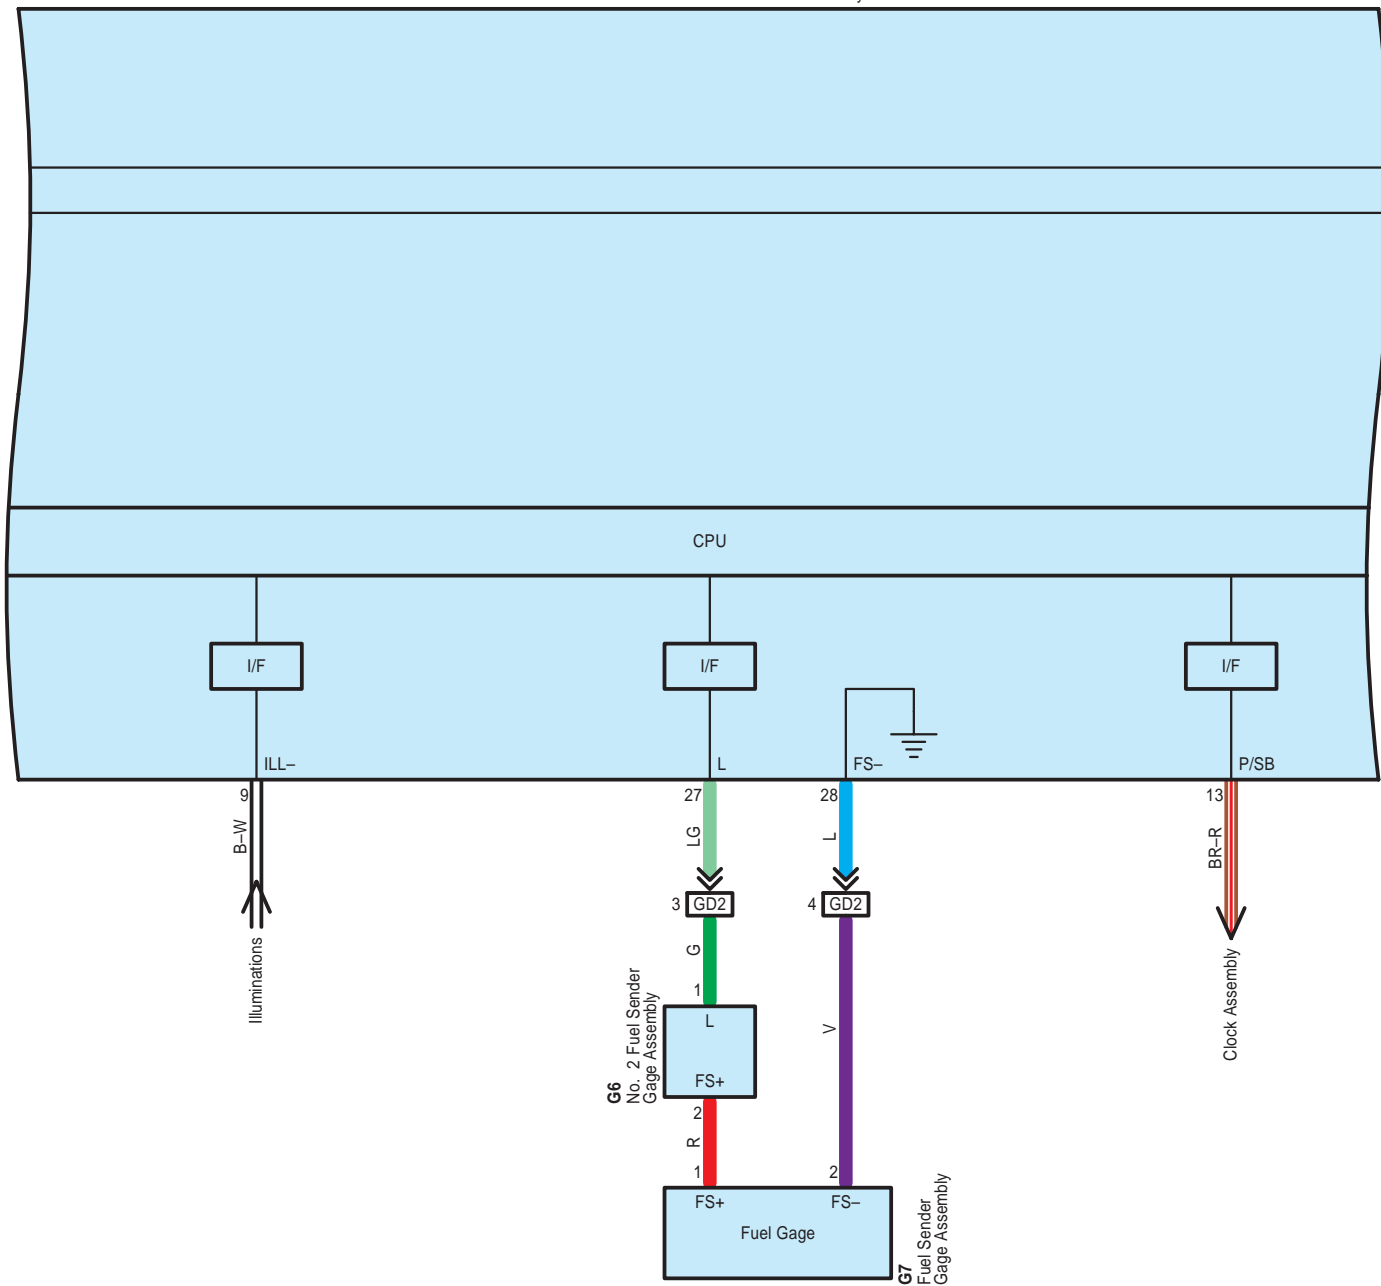 CPU
I/F
I/F
I/F
ILL–
L
FS–
P/SB
9
27
28
13
B–W
LG
L
BR–R
3
GD2
4
GD2
Illuminations
G
V
Clock Assembly
1
L
FS+
G6
No. 2 Fuel Sender
Gage Assembly
2
R
1
2
FS+
FS–
Fuel Gage
G7
Fuel Sender
Gage Assembly